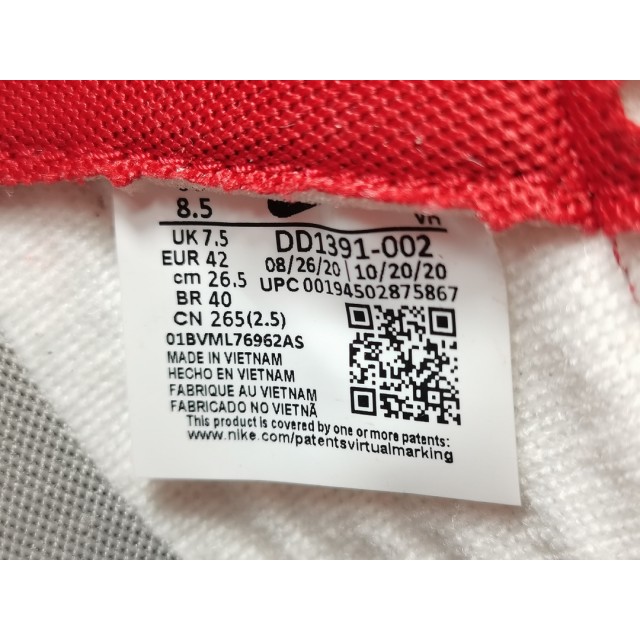 8.5
Vn
UK 7.5
DD1391-002
EUR 42
08/26/20 | 10/20/20
cm 26.5
UPC 00194502875867
BR 40
CN 265(2.5)
01BVML76962AS
MADE IN VIETNAM
HECHO EN VIETNAM
FABRIQUE AU VIETNAM
FABRICADO NO VIETNÃ
This product is covered by one or more patents:
www.nike.com/patentsvirtualmarking